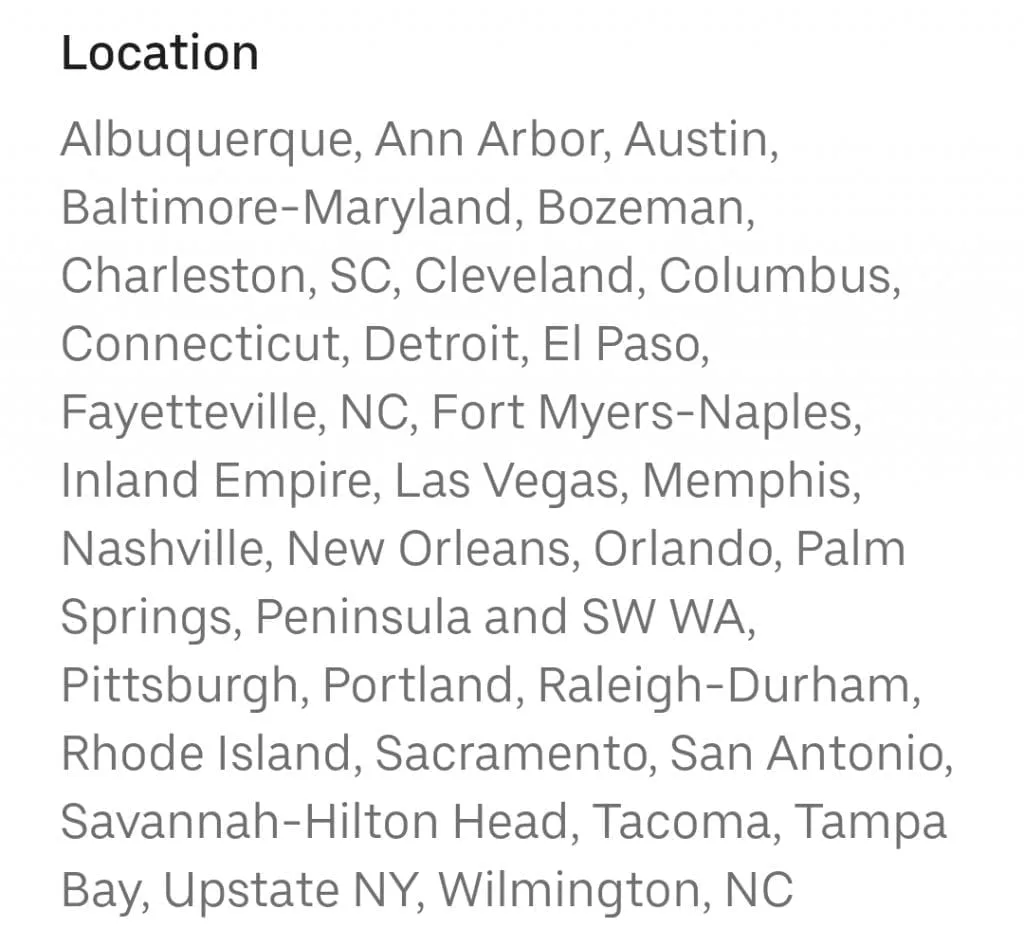 Location
Albuquerque, Ann Arbor, Austin,
Baltimore-Maryland, Bozeman,
Charleston, SC, Cleveland, Columbus,
Connecticut, Detroit, El Paso,
Fayetteville, NC, Fort Myers-Naples,
Inland Empire, Las Vegas, Memphis,
Nashville, New Orleans, Orlando, Palm
Springs, Peninsula and SW WA,
Pittsburgh, Portland, Raleigh-Durham,
Rhode Island, Sacramento, San Antonio,
Savannah-Hilton Head, Tacoma, Tampa
Bay, Upstate NY, Wilmington, NC